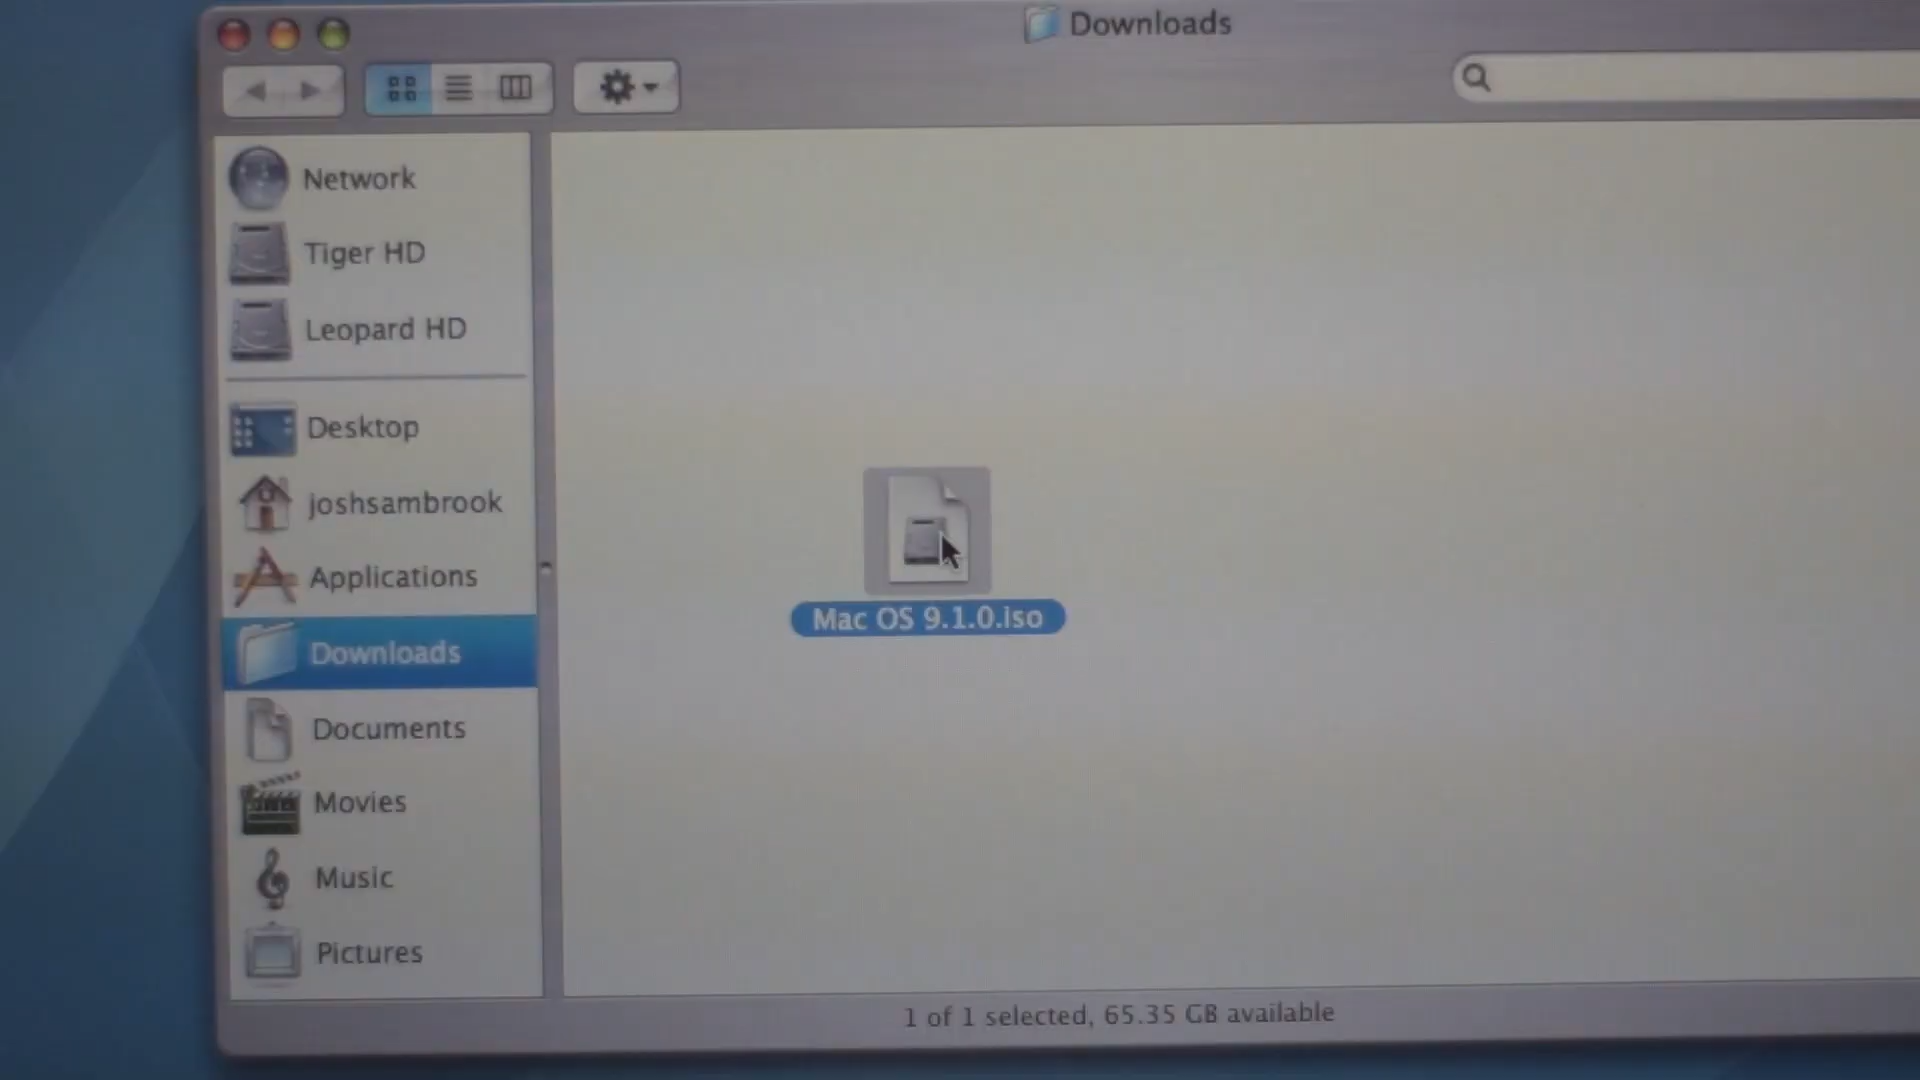 Downloads
Network
Tiger HD
Leopard HD
Desktop
joshsambrook
Applications
Downloads
Documents
Movies
Music
Pictures
Mac OS 9.1.0.iso
1 of 1 selected, 65.35 GB available